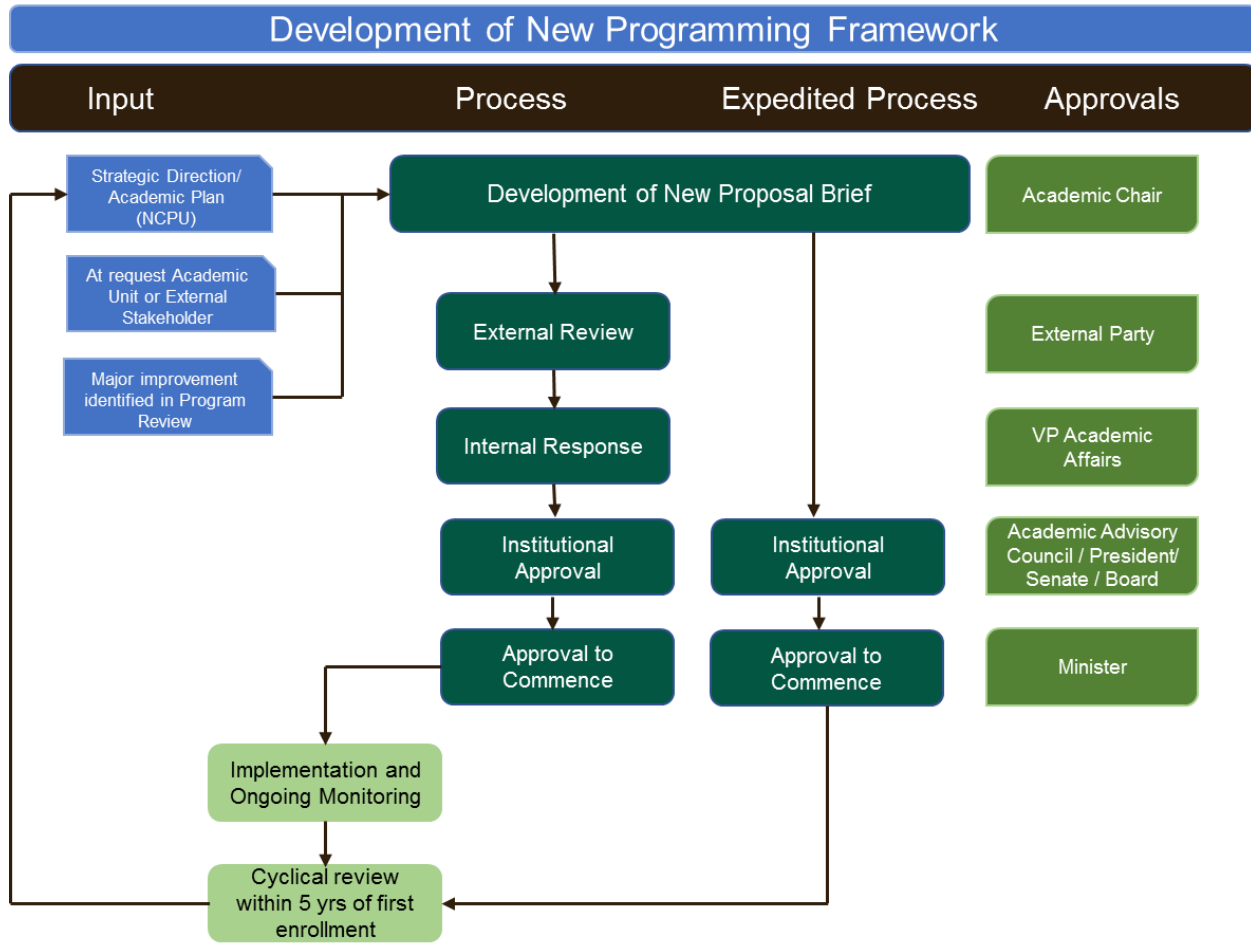 Development of New Programming Framework
Input
Process
Expedited Process
Approvals
Strategic Direction/
Academic Plan
(NCPU)
Development of New Proposal Brief
Academic Chair
At request Academic
Unit or External
Stakeholder
External Review
External Party
Major improvement
identified in Program
Review
Internal Response
VP Academic
Affairs
Institutional
Approval
Institutional
Approval
Academic Advisory
Council / President/
Senate / Board
Approval to
Commence
Approval to
Commence
Minister
Implementation and
Ongoing Monitoring
Cyclical review
within 5 yrs of first
enrollment